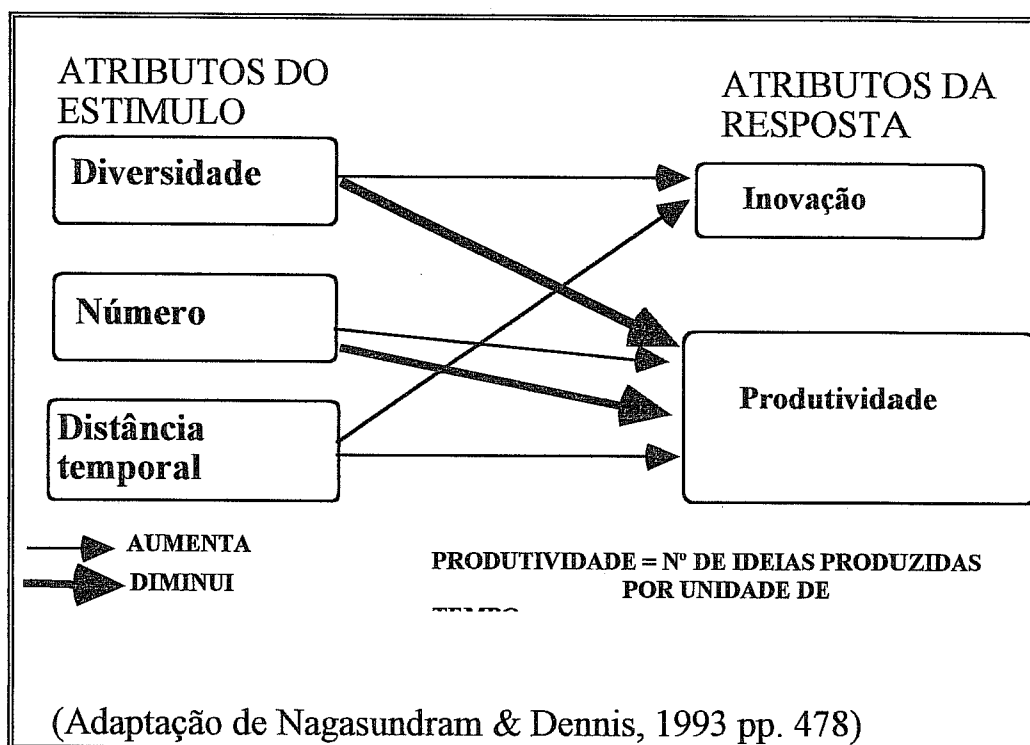 ATRIBUTOS DO
ESTIMULO
ATRIBUTOS DA
RESPOSTA
Diversidade
Inovação
Número
Produtividade
Distância
temporal
AUMENTA
DIMINUI
PRODUTIVIDADE = Nº DE IDEIAS PRODUZIDAS
POR UNIDADE DE
(Adaptação de Nagasundram & Dennis, 1993 pp. 478)